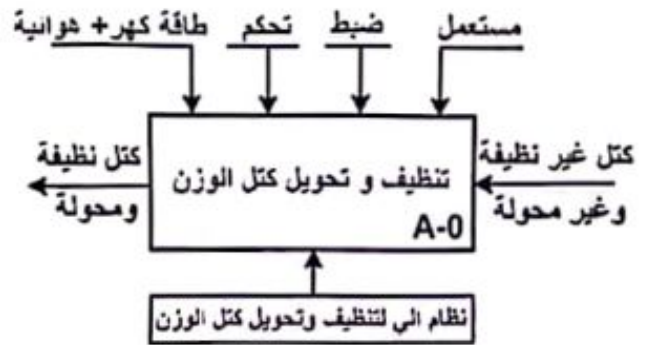 مستعمل
ضبط
تحكم
طاقة كهر+ هوائية
كتل غير نظيفة
وغير محولة
تنظيف و تحويل كتل الوزن
A-0
كتل نظيفة
ومحولة
نظام الي لتنظيف وتحويل كتل الوزن